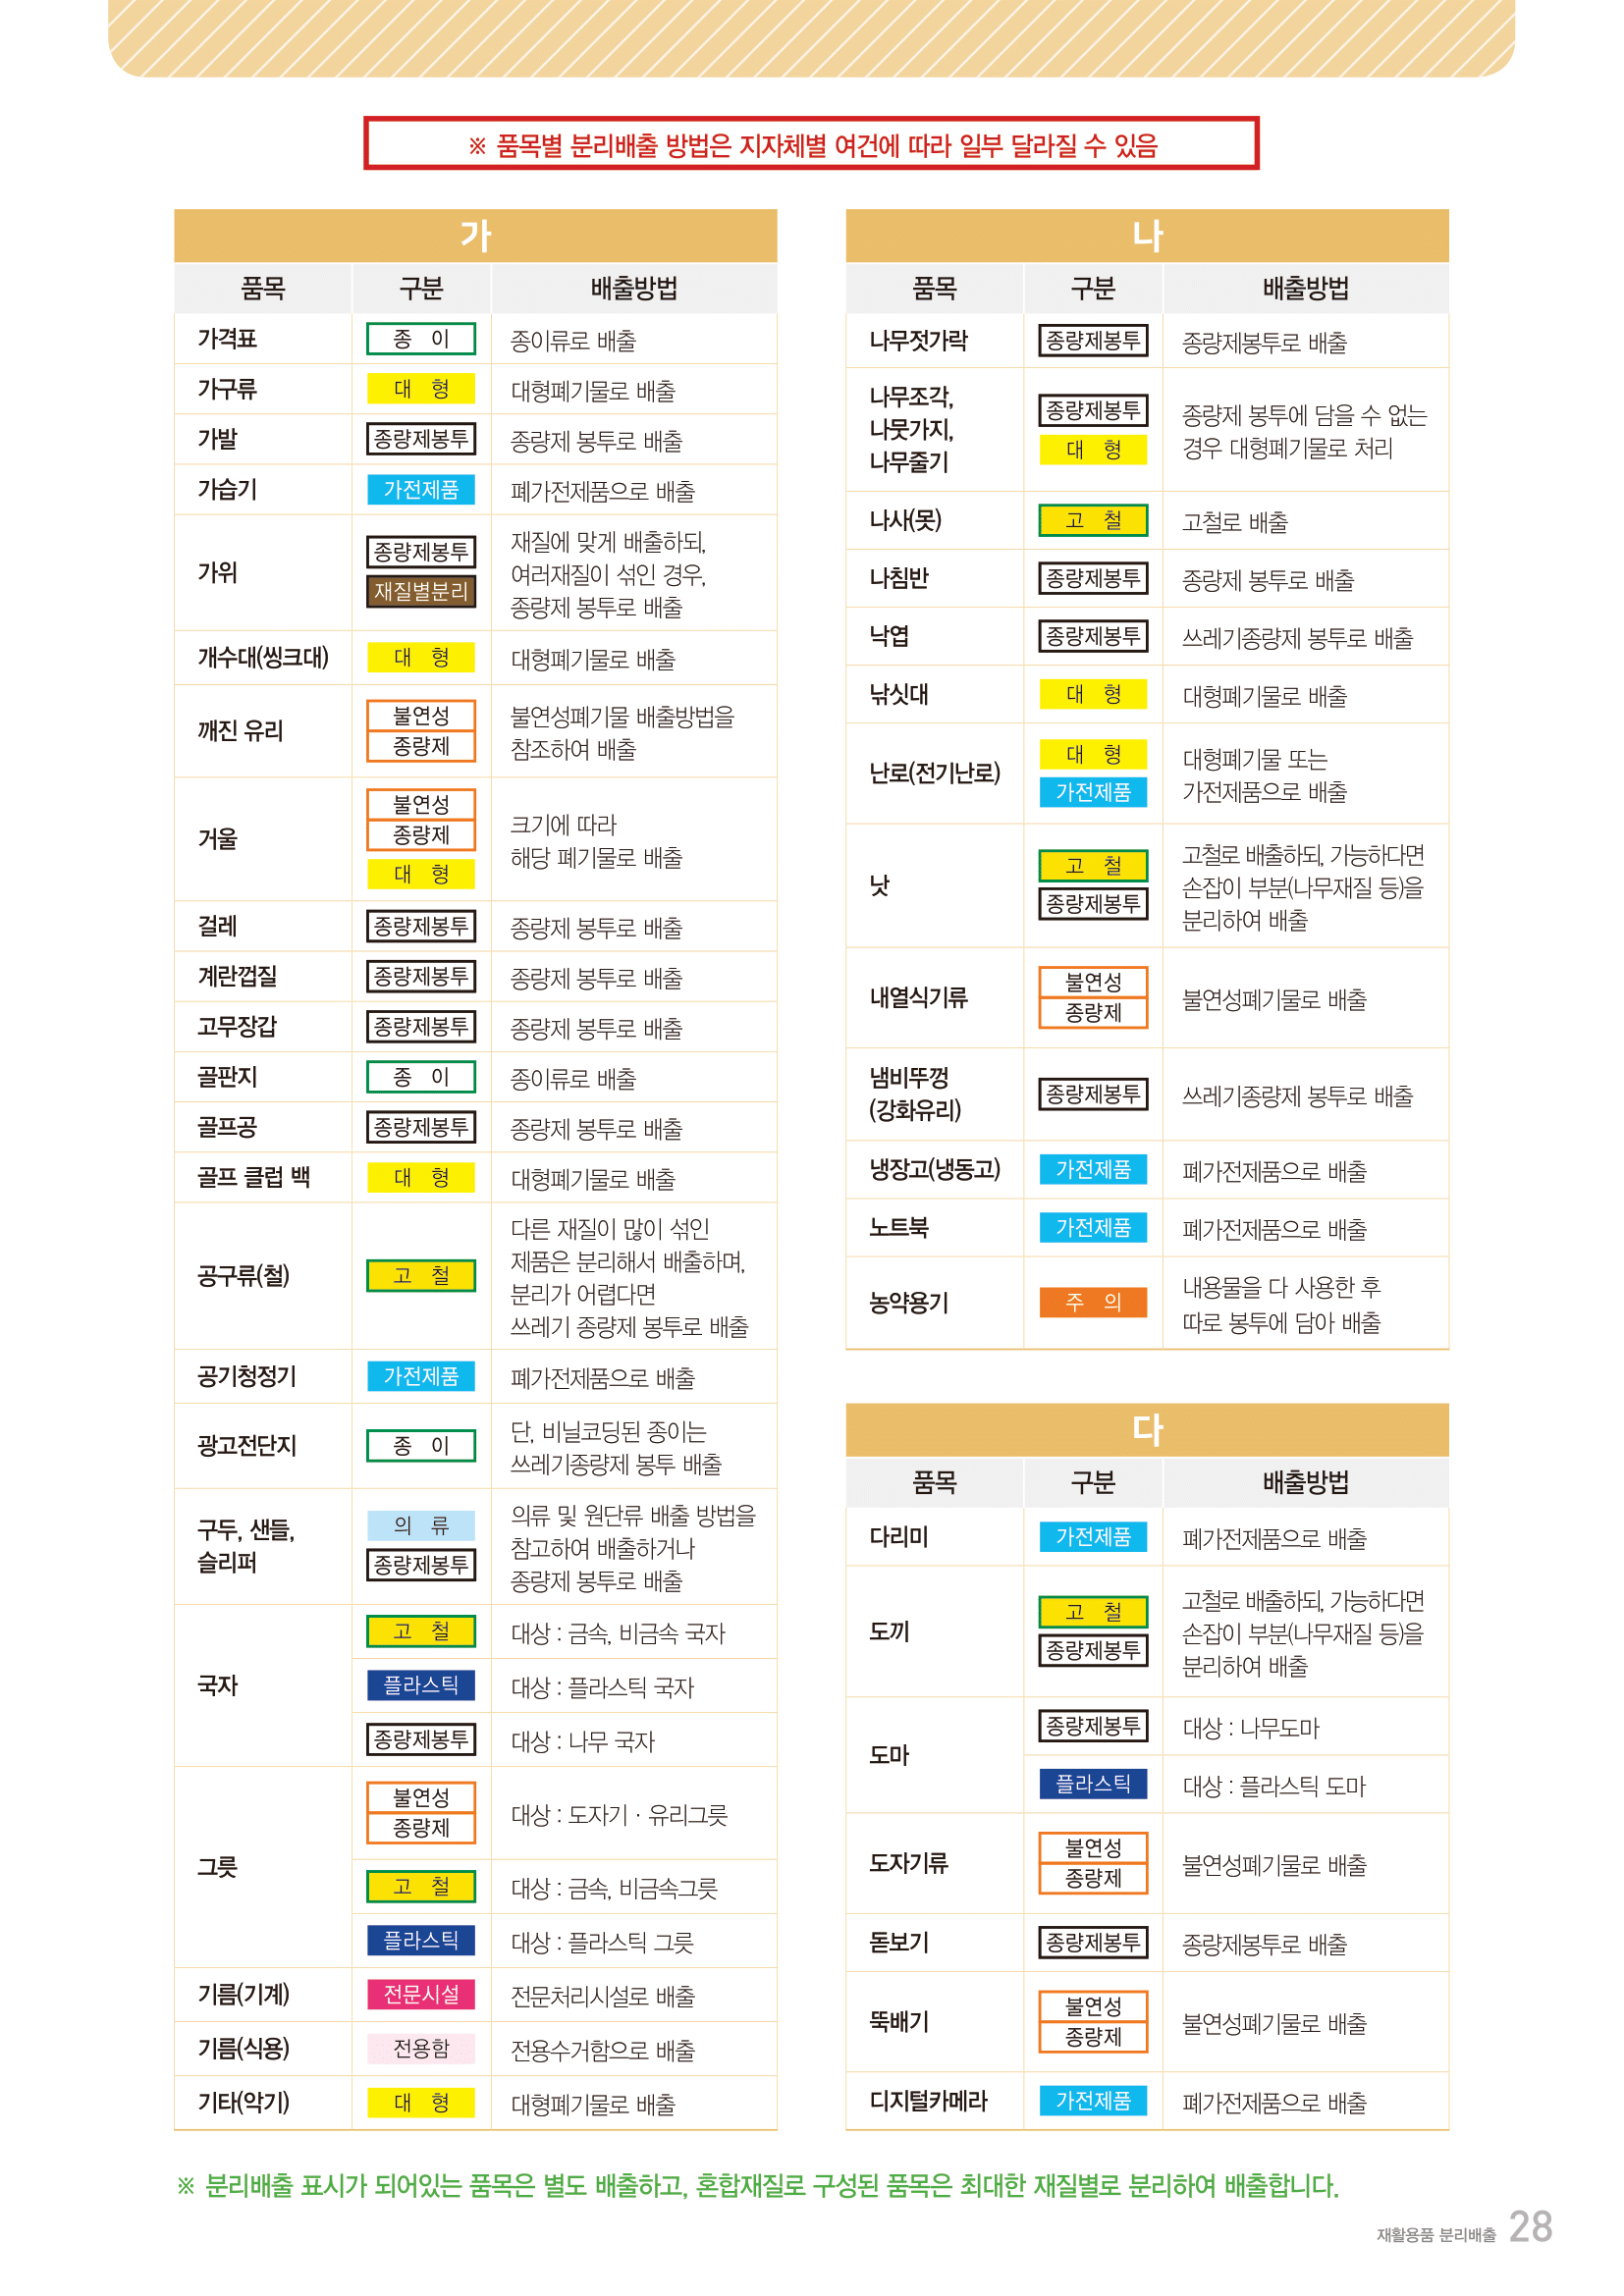 ※ 품목별 분리배출 방법은 지자체별 여건에 따라 일부 달라질 수 있음
가
품목 구분 배출방법
가격표 종 이 종이류로 배출
가구류 대 형 대형폐기물로 배출
가발 종량제봉투 종량제 봉투로 배출
가습기 가전제품 폐가전제품으로 배출
가위
종량제봉투
재질별분리
재질에 맞게 배출하되,
여러재질이 섞인 경우,
종량제 봉투로 배출
개수대(씽크대) 대 형 대형폐기물로 배출
깨진 유리
불연성
종량제
불연성폐기물 배출방법을
참조하여 배출
거울
불연성
종량제
대 형
크기에 따라
해당 폐기물로 배출
걸레 종량제봉투 종량제 봉투로 배출
계란껍질 종량제봉투 종량제 봉투로 배출
고무장갑 종량제봉투 종량제 봉투로 배출
골판지 종 이 종이류로 배출
골프공 종량제봉투 종량제 봉투로 배출
골프 클럽 백 대 형 대형폐기물로 배출
공구류(철) 고 철
다른 재질이 많이 섞인
제품은 분리해서 배출하며,
분리가 어렵다면
쓰레기 종량제 봉투로 배출
공기청정기 가전제품 폐가전제품으로 배출
광고전단지 종 이
단, 비닐코딩된 종이는
쓰레기종량제 봉투 배출
구두, 샌들,
슬리퍼
의 류
종량제봉투
의류 및 원단류 배출 방법을
참고하여 배출하거나
종량제 봉투로 배출
국자
고 철 대상 : 금속, 비금속 국자
플라스틱 대상 : 플라스틱 국자
종량제봉투 대상 : 나무 국자
그릇
불연성
종량제
대상 : 도자기 · 유리그릇
고 철 대상 : 금속, 비금속그릇
플라스틱 대상 : 플라스틱 그릇
기름(기계) 전문시설 전문처리시설로 배출
기름(식용) 전용함 전용수거함으로 배출
기타(악기) 대 형 대형폐기물로 배출
나
품목 구분 배출방법
나무젓가락 종량제봉투 종량제봉투로 배출
나무조각,
나뭇가지,
나무줄기
종량제봉투
대 형
종량제 봉투에 담을 수 없는
경우 대형폐기물로 처리
나사(못) 고 철 고철로 배출
나침반 종량제봉투 종량제 봉투로 배출
낙엽 종량제봉투 쓰레기종량제 봉투로 배출
낚싯대 대 형 대형폐기물로 배출
난로(전기난로)
대 형
가전제품
대형폐기물 또는
가전제품으로 배출
낫
고 철
종량제봉투
고철로 배출하되, 가능하다면
손잡이 부분(나무재질 등)을
분리하여 배출
내열식기류
불연성
종량제
불연성폐기물로 배출
냄비뚜껑
(강화유리)
종량제봉투 쓰레기종량제 봉투로 배출
냉장고(냉동고) 가전제품 폐가전제품으로 배출
노트북 가전제품 폐가전제품으로 배출
농약용기 주 의
내용물을 다 사용한 후
따로 봉투에 담아 배출
다
품목 구분 배출방법
다리미 가전제품 폐가전제품으로 배출
도끼
고 철
종량제봉투
고철로 배출하되, 가능하다면
손잡이 부분(나무재질 등)을
분리하여 배출
도마
종량제봉투 대상 : 나무도마
플라스틱 대상 : 플라스틱 도마
도자기류
불연성
종량제
불연성폐기물로 배출
돋보기 종량제봉투 종량제봉투로 배출
뚝배기
불연성
종량제
불연성폐기물로 배출
디지털카메라 가전제품 폐가전제품으로 배출
※ 분리배출 표시가 되어있는 품목은 별도 배출하고, 혼합재질로 구성된 품목은 최대한 재질별로 분리하여 배출합니다.
재활용품 분리배출 28